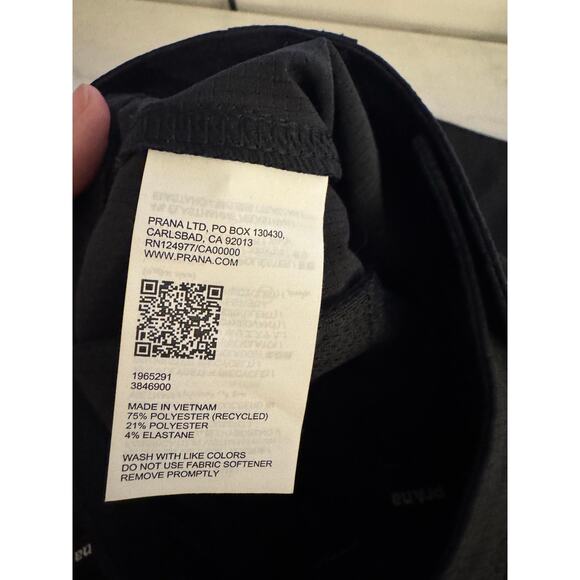 PRANA LTD, PO BOX 130430,
CARLSBAD, CA 92013
RN124977/CA00000
WWW.PRANA.COM
1965291
3846900
MADE IN VIETNAM
75% POLYESTER (RECYCLED)
21% POLYESTER
4% ELASTANE
WASH WITH LIKE COLORS
DO NOT USE FABRIC SOFTENER
REMOVE PROMPTLY
prana